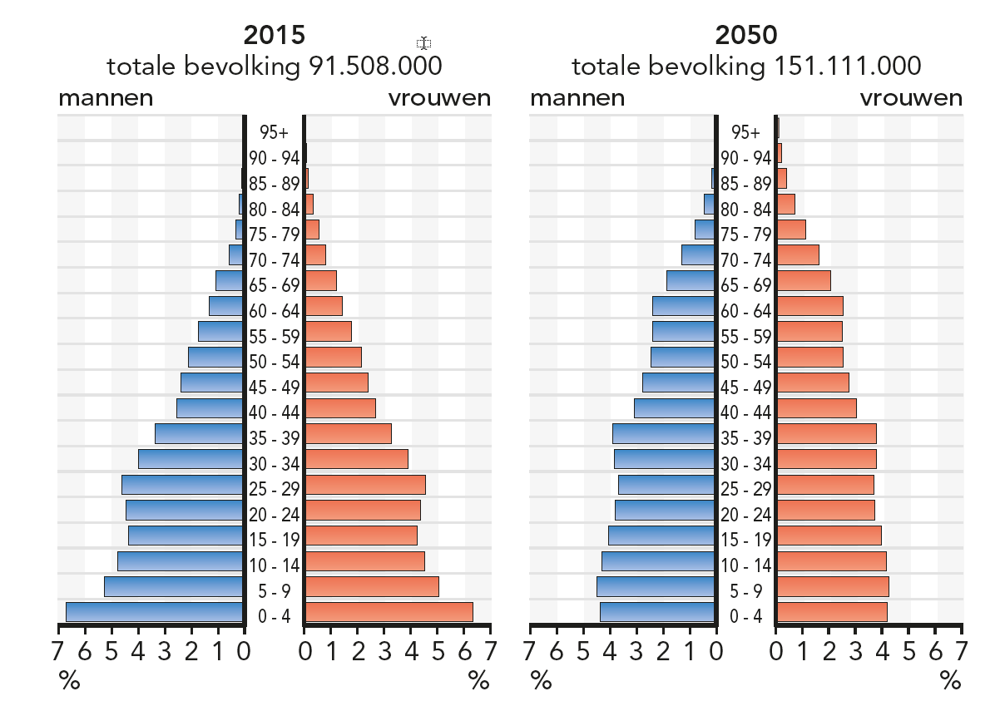 2015
totale bevolking 91.508.000
mannen vrouwen
95+
90 - 94
85 - 89
80 - 84
75 - 79
70 - 74
65 - 69
60 - 64
55 - 59
50 - 54
45 - 49
40 - 44
35 - 39
30 - 34
25 - 29
20 - 24
15 - 19
10 - 14
5 - 9
0 - 4
7 6 5 4 3 2 1 0 0 1 2 3 4 5 6 7
% %
2050
totale bevolking 151.111.000
mannen vrouwen
95+
90 - 94
85 - 89
80 - 84
75 - 79
70 - 74
65 - 69
60 - 64
55 - 59
50 - 54
45 - 49
40 - 44
35 - 39
30 - 34
25 - 29
20 - 24
15 - 19
10 - 14
5 - 9
0 - 4
7 6 5 4 3 2 1 0 0 1 2 3 4 5 6 7
% %